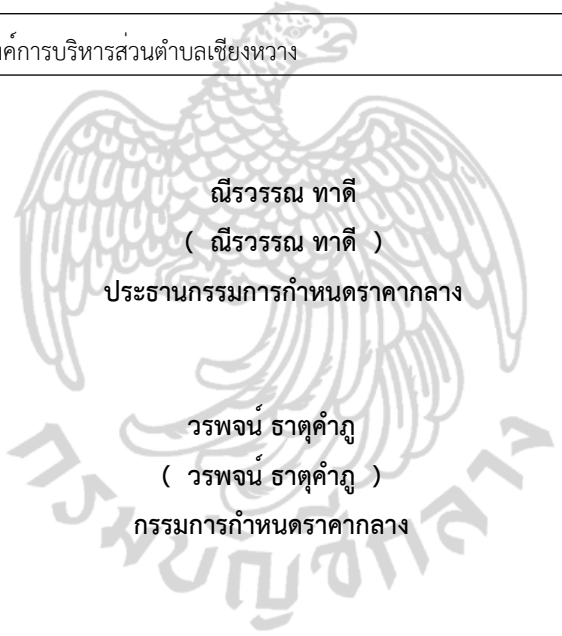 ค์การบริหารส่วนตำบลเชียงหวาง
ณีรวรรณ ทาดี
( ณีรวรรณ ทาดี )
ประธานกรรมการกำหนดราคากลาง
วรพจน์ ธาตุคำภู
( วรพจน์ ธาตุคำภู )
กรรมการกำหนดราคากลาง
กรมบัญชีกลาง